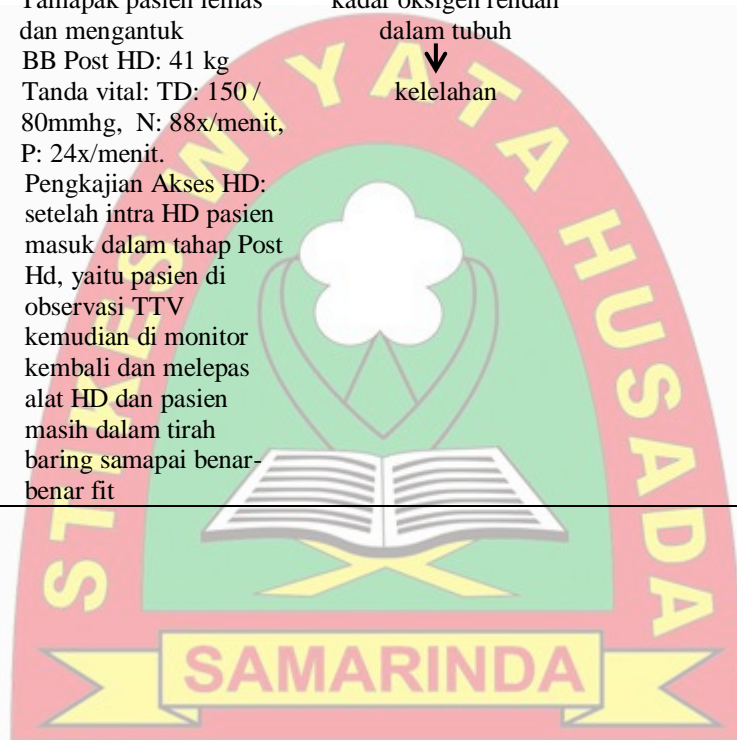 Tamapak pasien lemas
dan mengantuk
BB Post HD: 41 kg
Tanda vital: TD: 150 /
80mmhg, N: 88x/menit,
P: 24x/menit.
Pengkajian Akses HD:
setelah intra HD pasien
masuk dalam tahap Post
Hd, yaitu pasien di
observasi TTV
kemudian di monitor
kembali dan melepas
alat HD dan pasien
masih dalam tirah
baring samapai benar-
benar fit
kadar oksigen rendah
dalam tubuh
kelelahan
STIKES WIYATA HUSADA
SAMARINDA